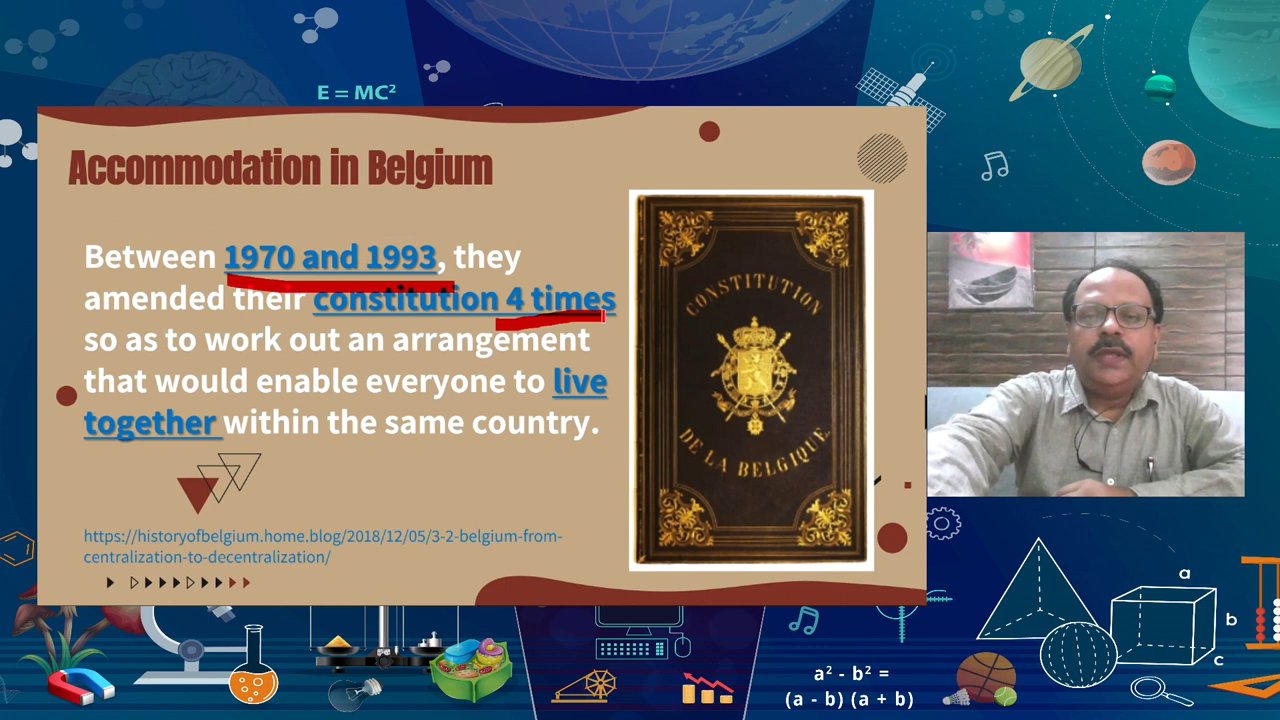 E = MC²
Accommodation in Belgium
Between 1970 and 1993, they
amended their constitution 4 times
so as to work out an arrangement
that would enable everyone to live
together within the same country.
https://historyofbelgium.home.blog/2018/12/05/3-2-belgium-from-
centralization-to-decentralization/
CONSTITUTION
DE LA BELGIQUE
a
b
c
a² - b² =
(a - b) (a + b)